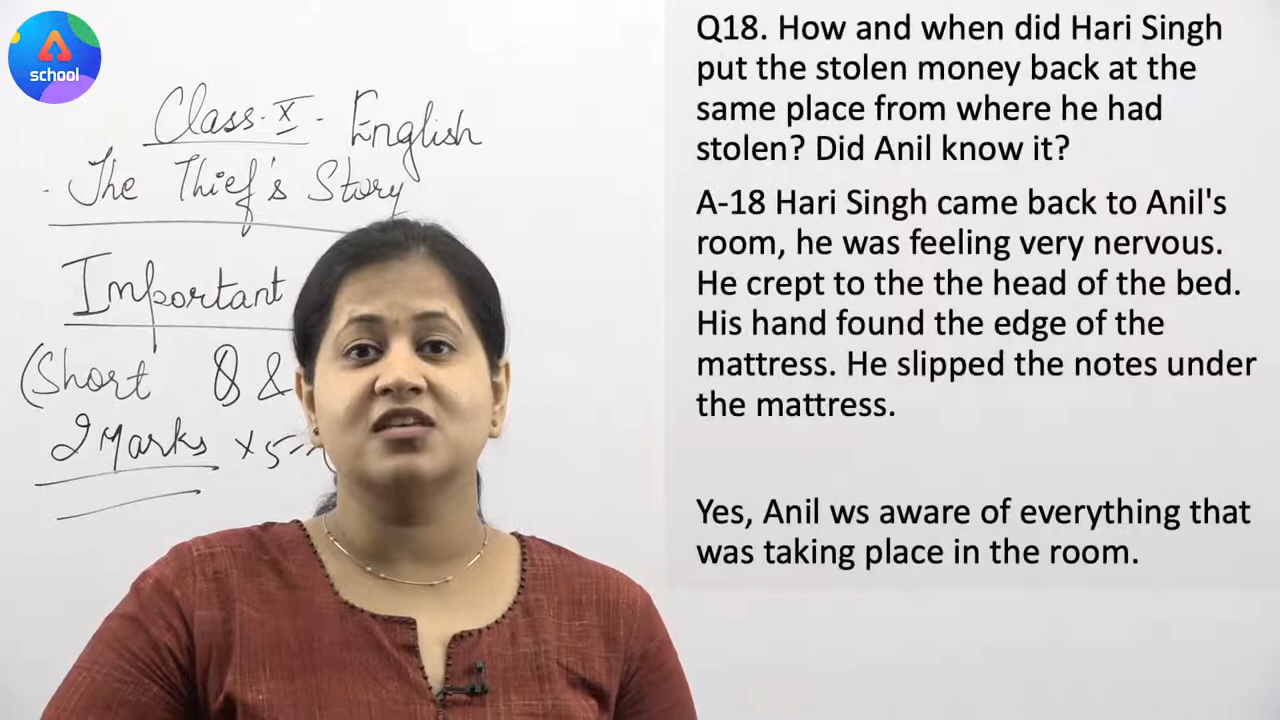 A
school
Class-X - English
The Thief's Story
Important
(Short Q &
2 Marks x5=
Q18. How and when did Hari Singh
put the stolen money back at the
same place from where he had
stolen? Did Anil know it?
A-18 Hari Singh came back to Anil's
room, he was feeling very nervous.
He crept to the the head of the bed.
His hand found the edge of the
mattress. He slipped the notes under
the mattress.
Yes, Anil ws aware of everything that
was taking place in the room.